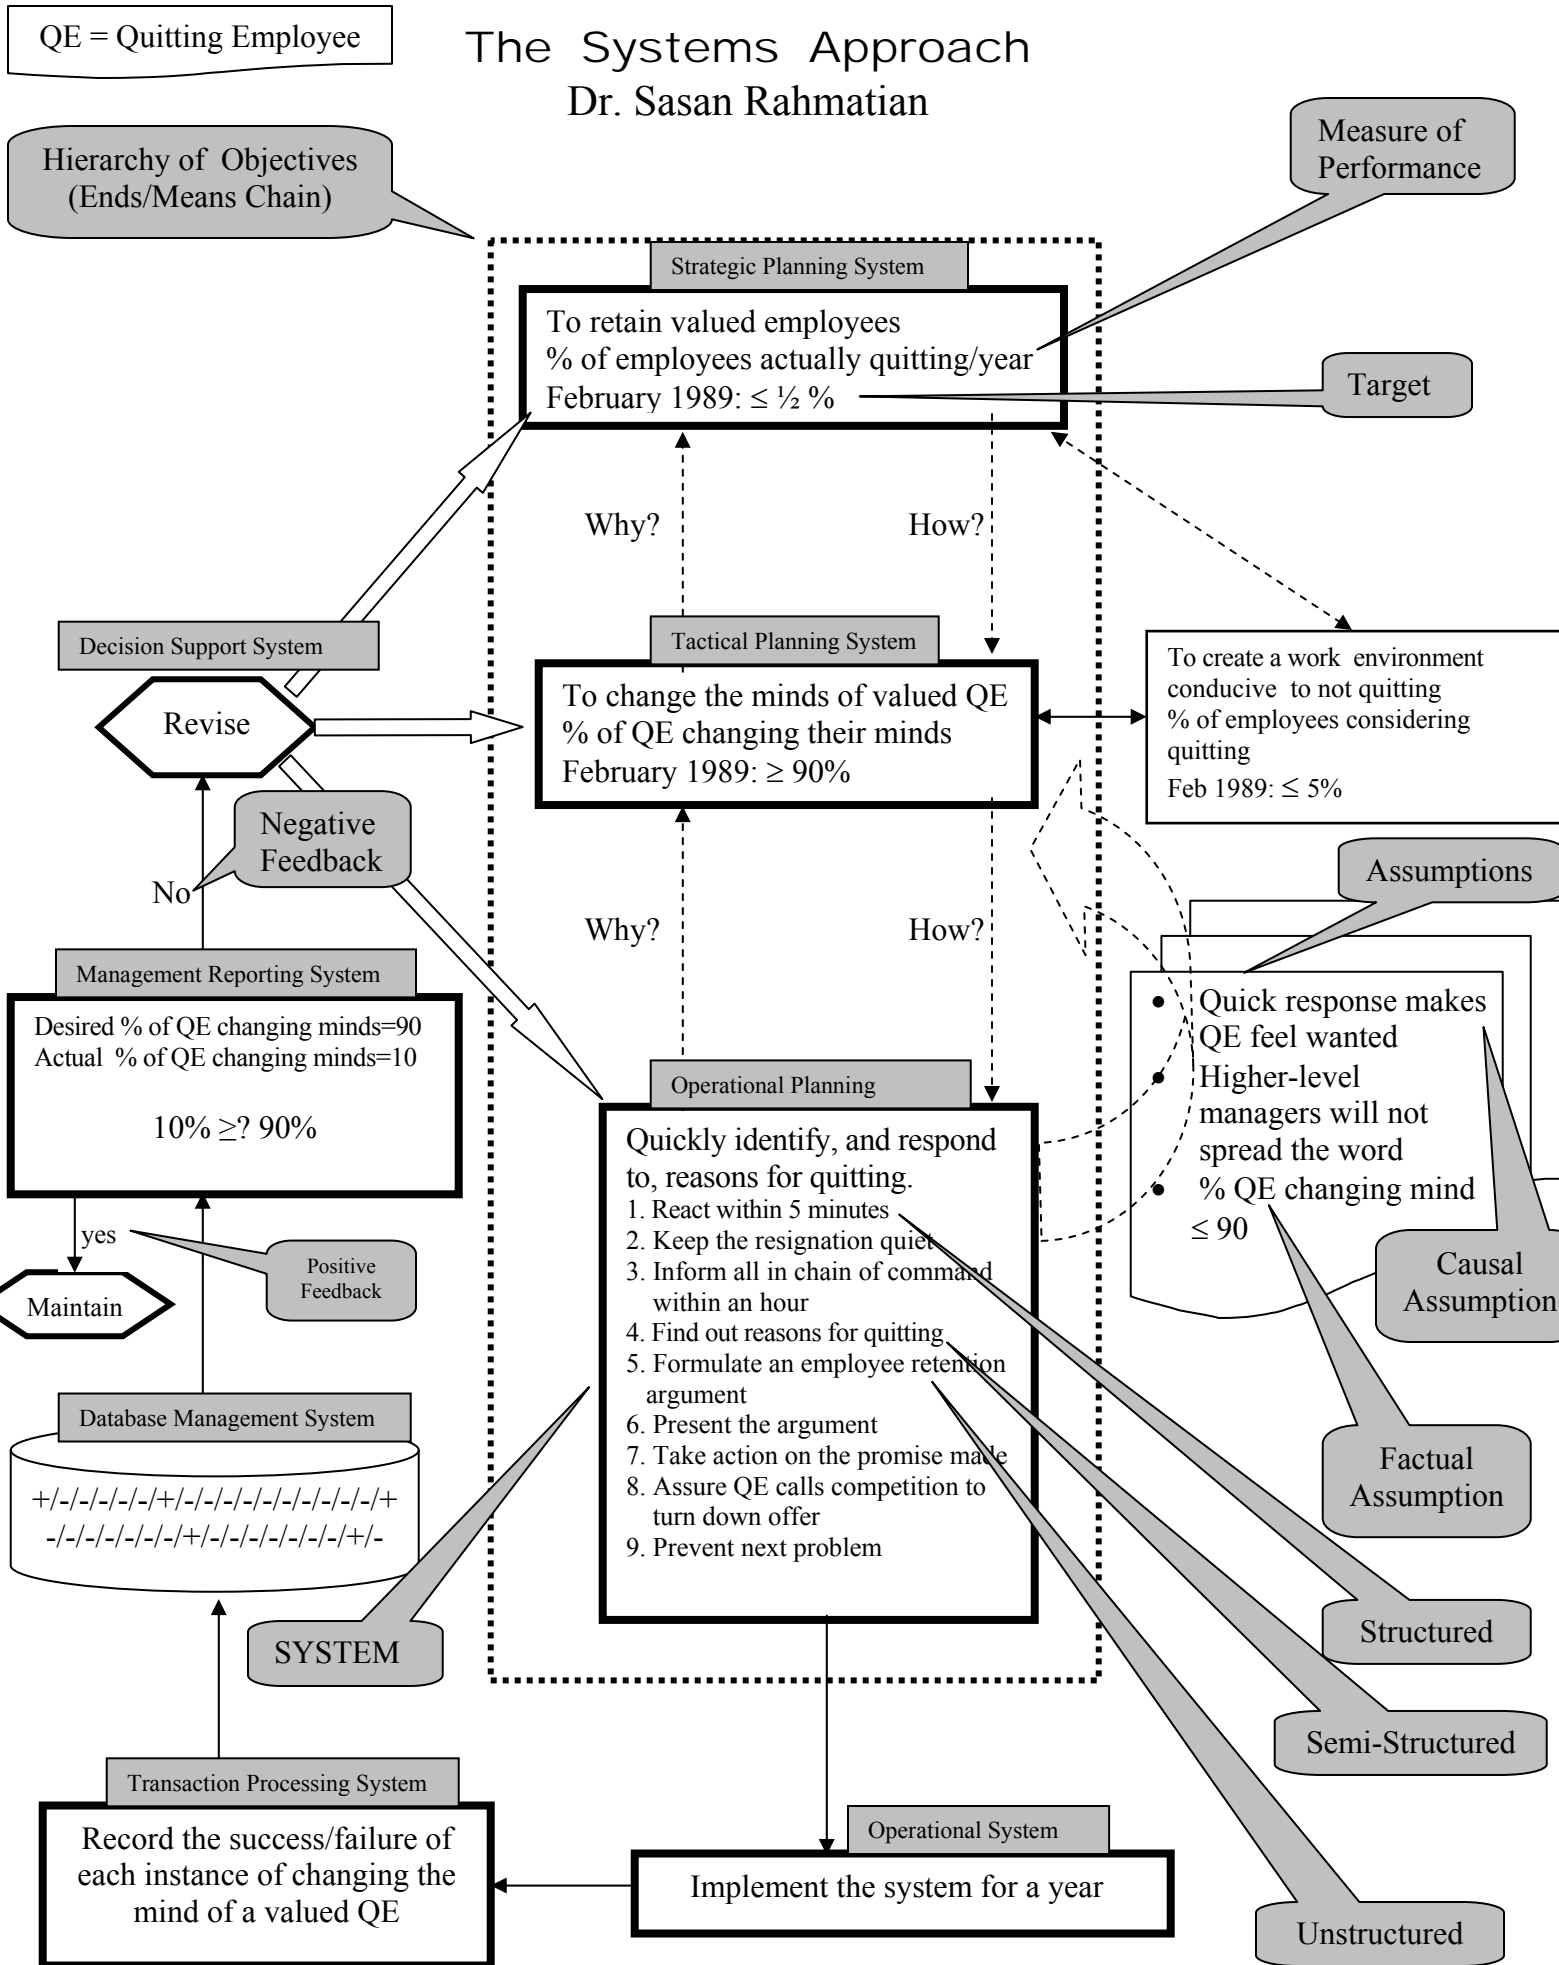 QE = Quitting Employee
The Systems Approach
Dr. Sasan Rahmatian
Hierarchy of Objectives
(Ends/Means Chain)
Measure of
Performance
Strategic Planning System
To retain valued employees
% of employees actually quitting/year
February 1989: ≤ ½ %
Target
Why?
How?
Decision Support System
Revise
Tactical Planning System
To change the minds of valued QE
% of QE changing their minds
February 1989: ≥ 90%
To create a work environment
conducive to not quitting
% of employees considering
quitting
Feb 1989: ≤ 5%
Negative
Feedback
No
Why?
How?
Assumptions
Management Reporting System
Desired % of QE changing minds=90
Actual % of QE changing minds=10
10% ≥? 90%
• Quick response makes
QE feel wanted
• Higher-level
managers will not
spread the word
• % QE changing mind
≤ 90
Operational Planning
Quickly identify, and respond
to, reasons for quitting.
1. React within 5 minutes
2. Keep the resignation quiet
3. Inform all in chain of command
within an hour
4. Find out reasons for quitting
5. Formulate an employee retention
argument
6. Present the argument
7. Take action on the promise made
8. Assure QE calls competition to
turn down offer
9. Prevent next problem
yes
Positive
Feedback
Maintain
Causal
Assumption
Database Management System
+/-/-/-/-/-/+/-/-/-/-/-/-/-/-/-/+
-/-/-/-/-/-/-/+/-/-/-/-/-/-/-/+/-
Factual
Assumption
SYSTEM
Structured
Semi-Structured
Transaction Processing System
Record the success/failure of
each instance of changing the
mind of a valued QE
Operational System
Implement the system for a year
Unstructured